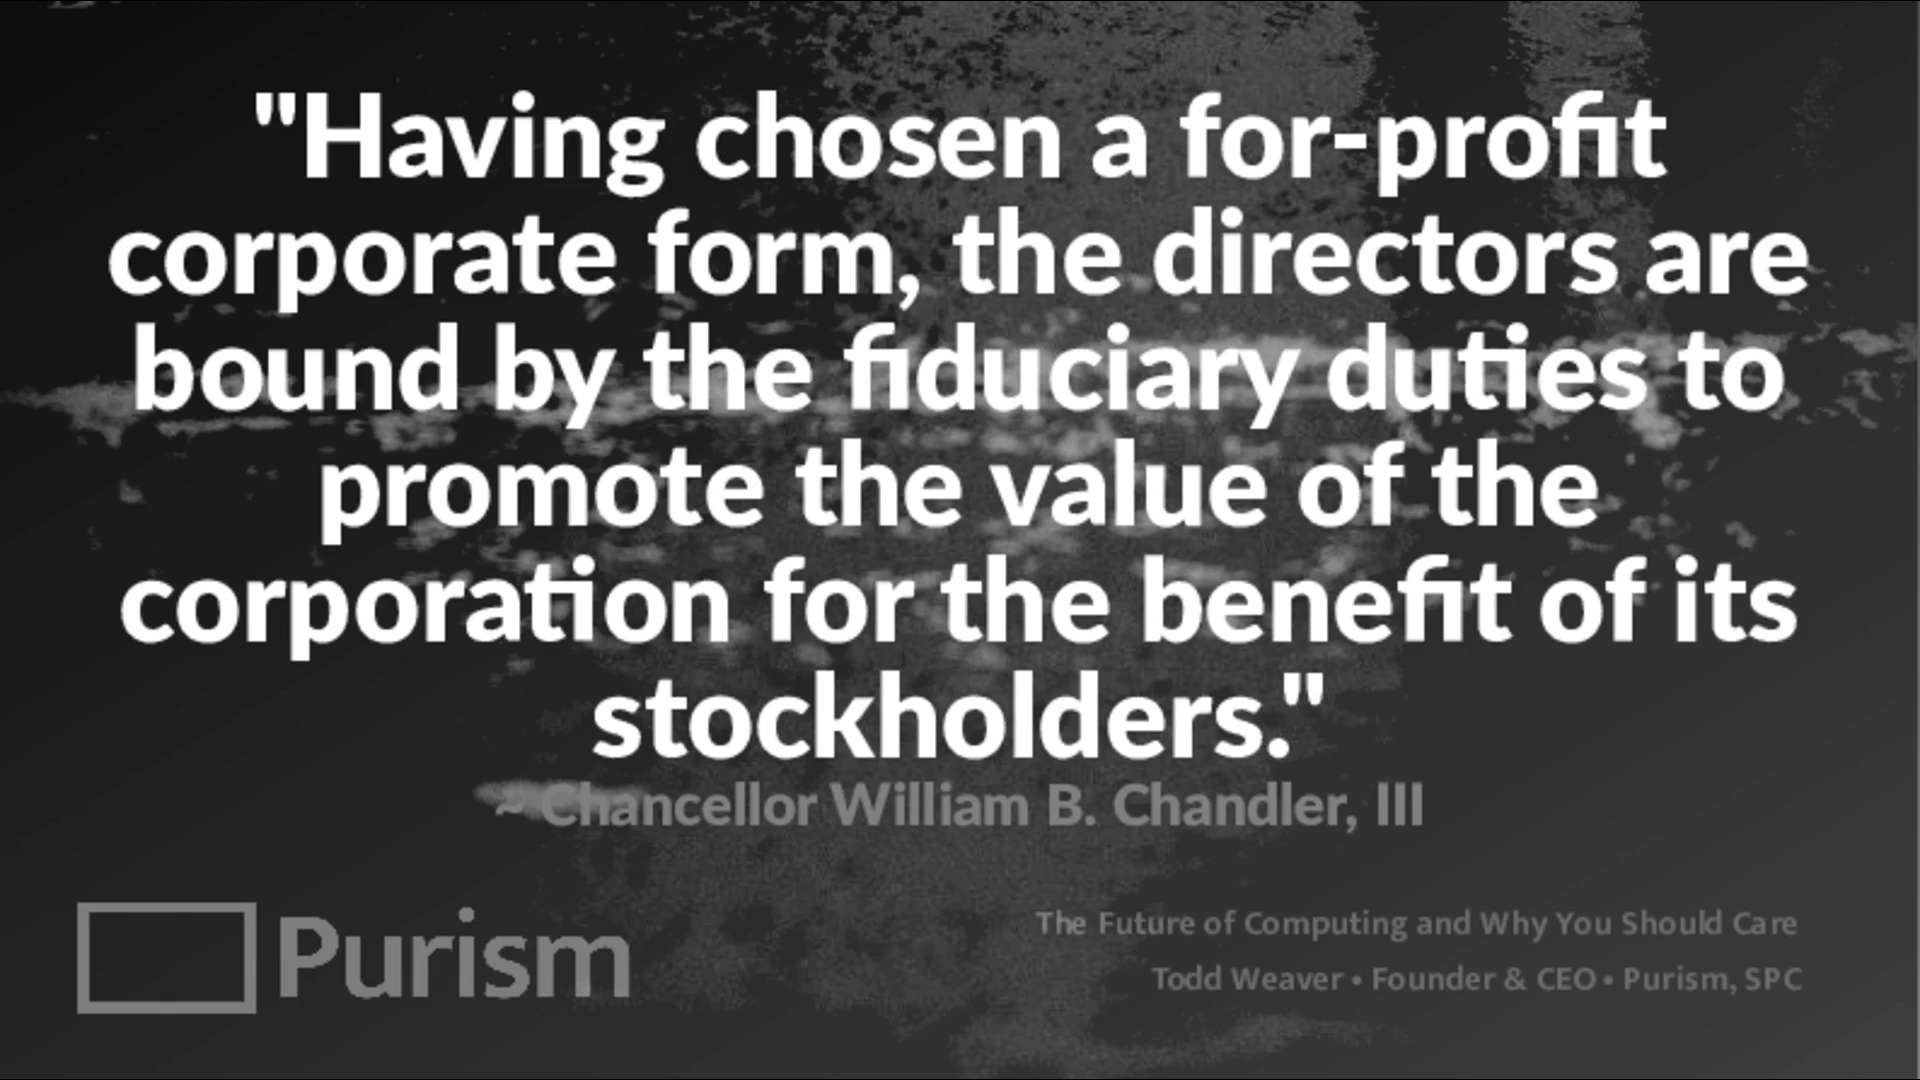 "Having chosen a for-profit
corporate form, the directors are
bound by the fiduciary duties to
promote the value of the
corporation for the benefit of its
stockholders."
~ Chancellor William B. Chandler, III
Purism
The Future of Computing and Why You Should Care
Todd Weaver • Founder & CEO • Purism, SPC